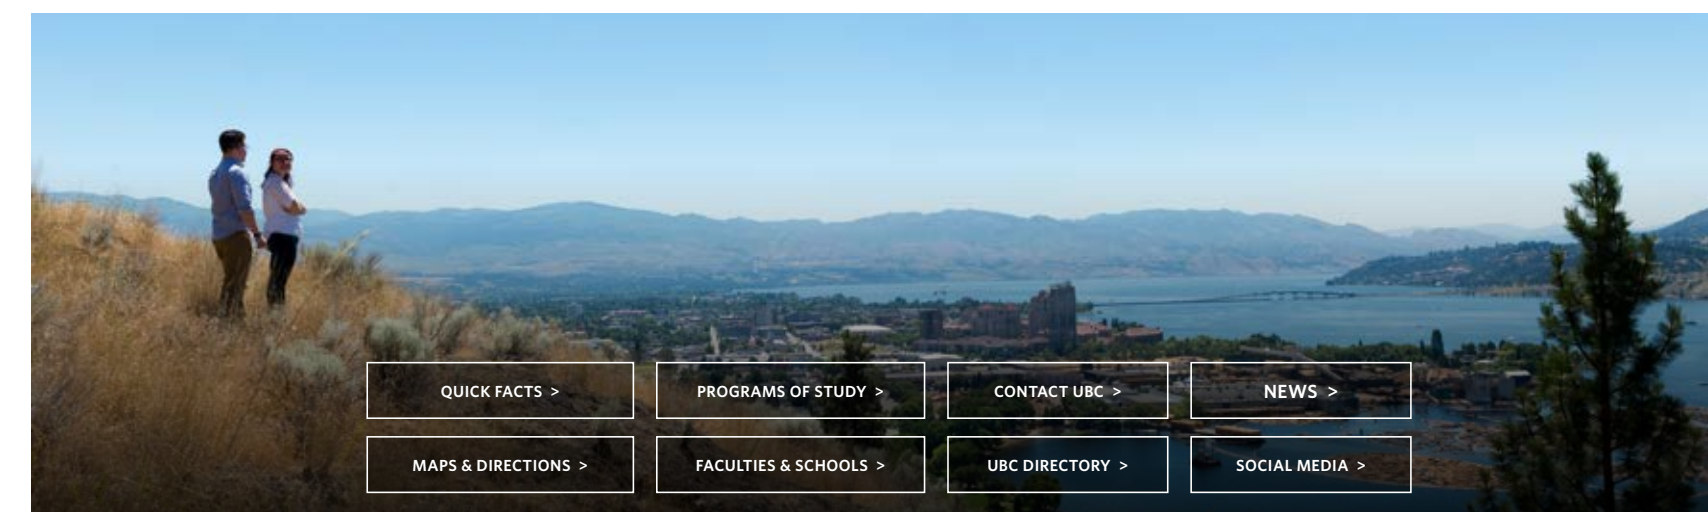 QUICK FACTS >
PROGRAMS OF STUDY >
CONTACT UBC >
NEWS >
MAPS & DIRECTIONS >
FACULTIES & SCHOOLS >
UBC DIRECTORY >
SOCIAL MEDIA >